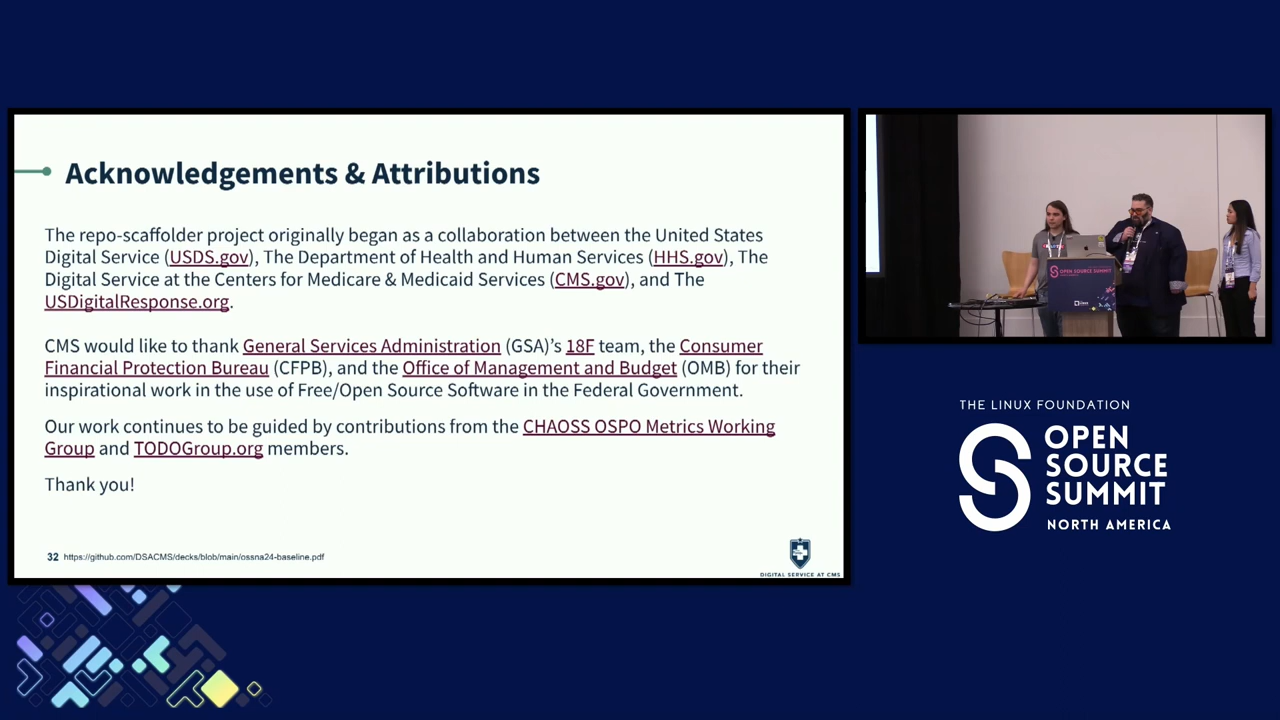 Acknowledgements & Attributions
The repo-scaffolder project originally began as a collaboration between the United States
Digital Service (USDS.gov), The Department of Health and Human Services (HHS.gov), The
Digital Service at the Centers for Medicare & Medicaid Services (CMS.gov), and The
USDigitalResponse.org.
CMS would like to thank General Services Administration (GSA)’s 18F team, the Consumer
Financial Protection Bureau (CFPB), and the Office of Management and Budget (OMB) for their
inspirational work in the use of Free/Open Source Software in the Federal Government.
Our work continues to be guided by contributions from the CHAOSS OSPO Metrics Working
Group and TODOGroup.org members.
Thank you!
32 https://github.com/DSACMS/decks/blob/main/ossna24-baseline.pdf
DIGITAL SERVICE AT CMS
OPEN SOURCE SUMMIT
THE LINUX FOUNDATION
OPEN
SOURCE
SUMMIT
NORTH AMERICA